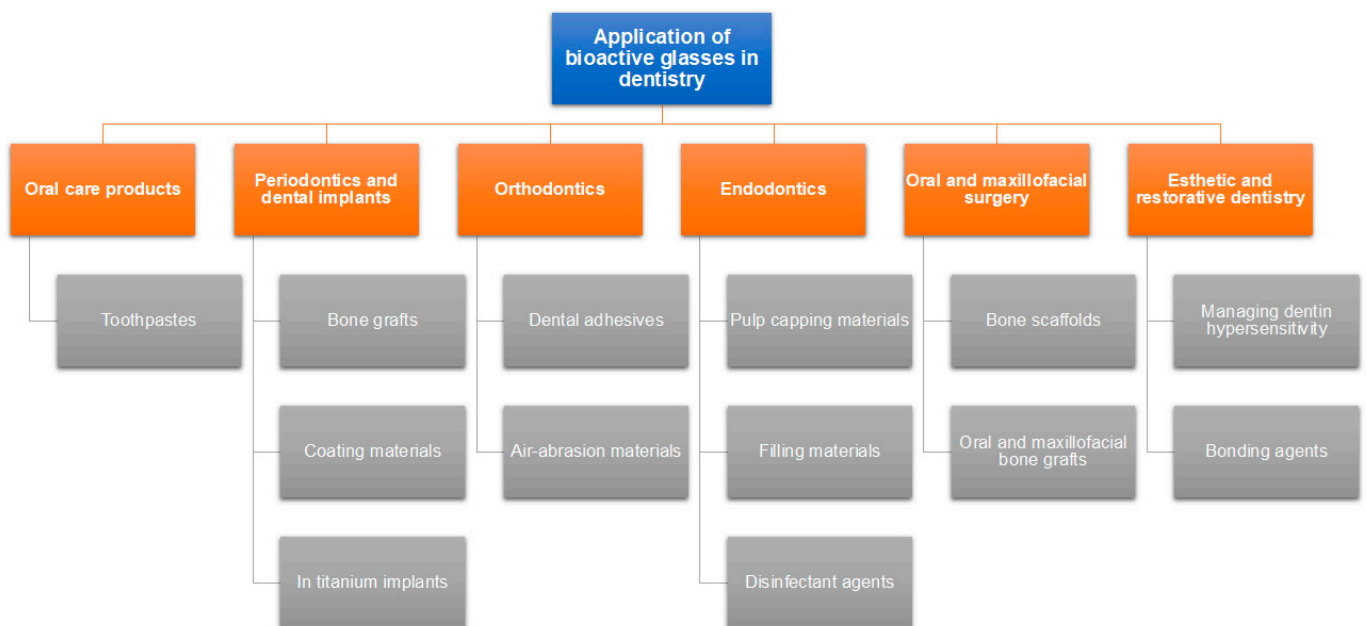 Application of
bioactive glasses in
dentistry
Oral care products
Periodontics and
dental implants
Orthodontics
Endodontics
Oral and maxillofacial
surgery
Esthetic and
restorative dentistry
Toothpastes
Bone grafts
Dental adhesives
Pulp capping materials
Bone scaffolds
Managing dentin
hypersensitivity
Coating materials
Air-abrasion materials
Filling materials
Oral and maxillofacial
bone grafts
Bonding agents
In titanium implants
Disinfectant agents